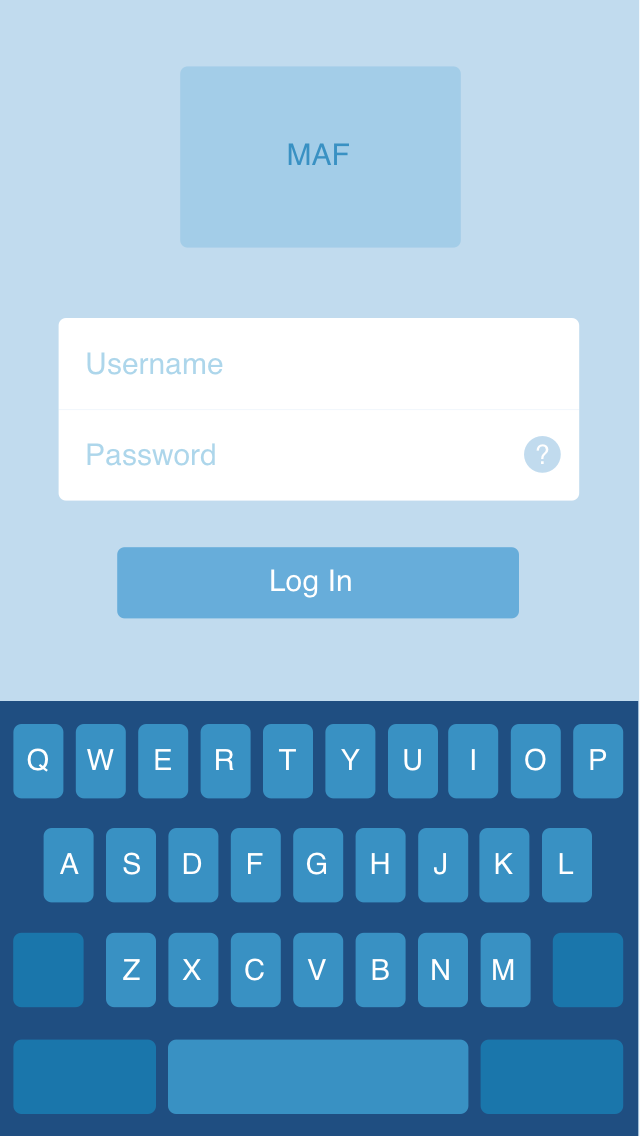 MAF
Username
Password ?
Log In
Q W E R T Y U I O P
A S D F G H J K L
Z X C V B N M